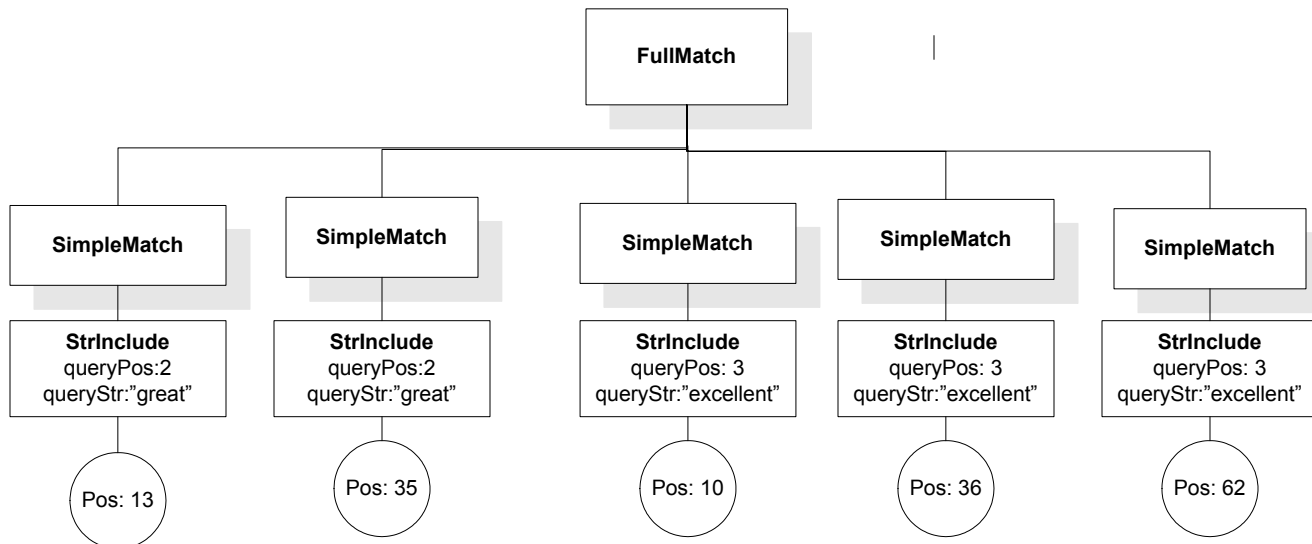 FullMatch
SimpleMatch
SimpleMatch
SimpleMatch
SimpleMatch
SimpleMatch
StrInclude
queryPos:2
queryStr:”great”
StrInclude
queryPos:2
queryStr:”great”
StrInclude
queryPos: 3
queryStr:”excellent”
StrInclude
queryPos: 3
queryStr:”excellent”
StrInclude
queryPos: 3
queryStr:”excellent”
Pos: 13
Pos: 35
Pos: 10
Pos: 36
Pos: 62